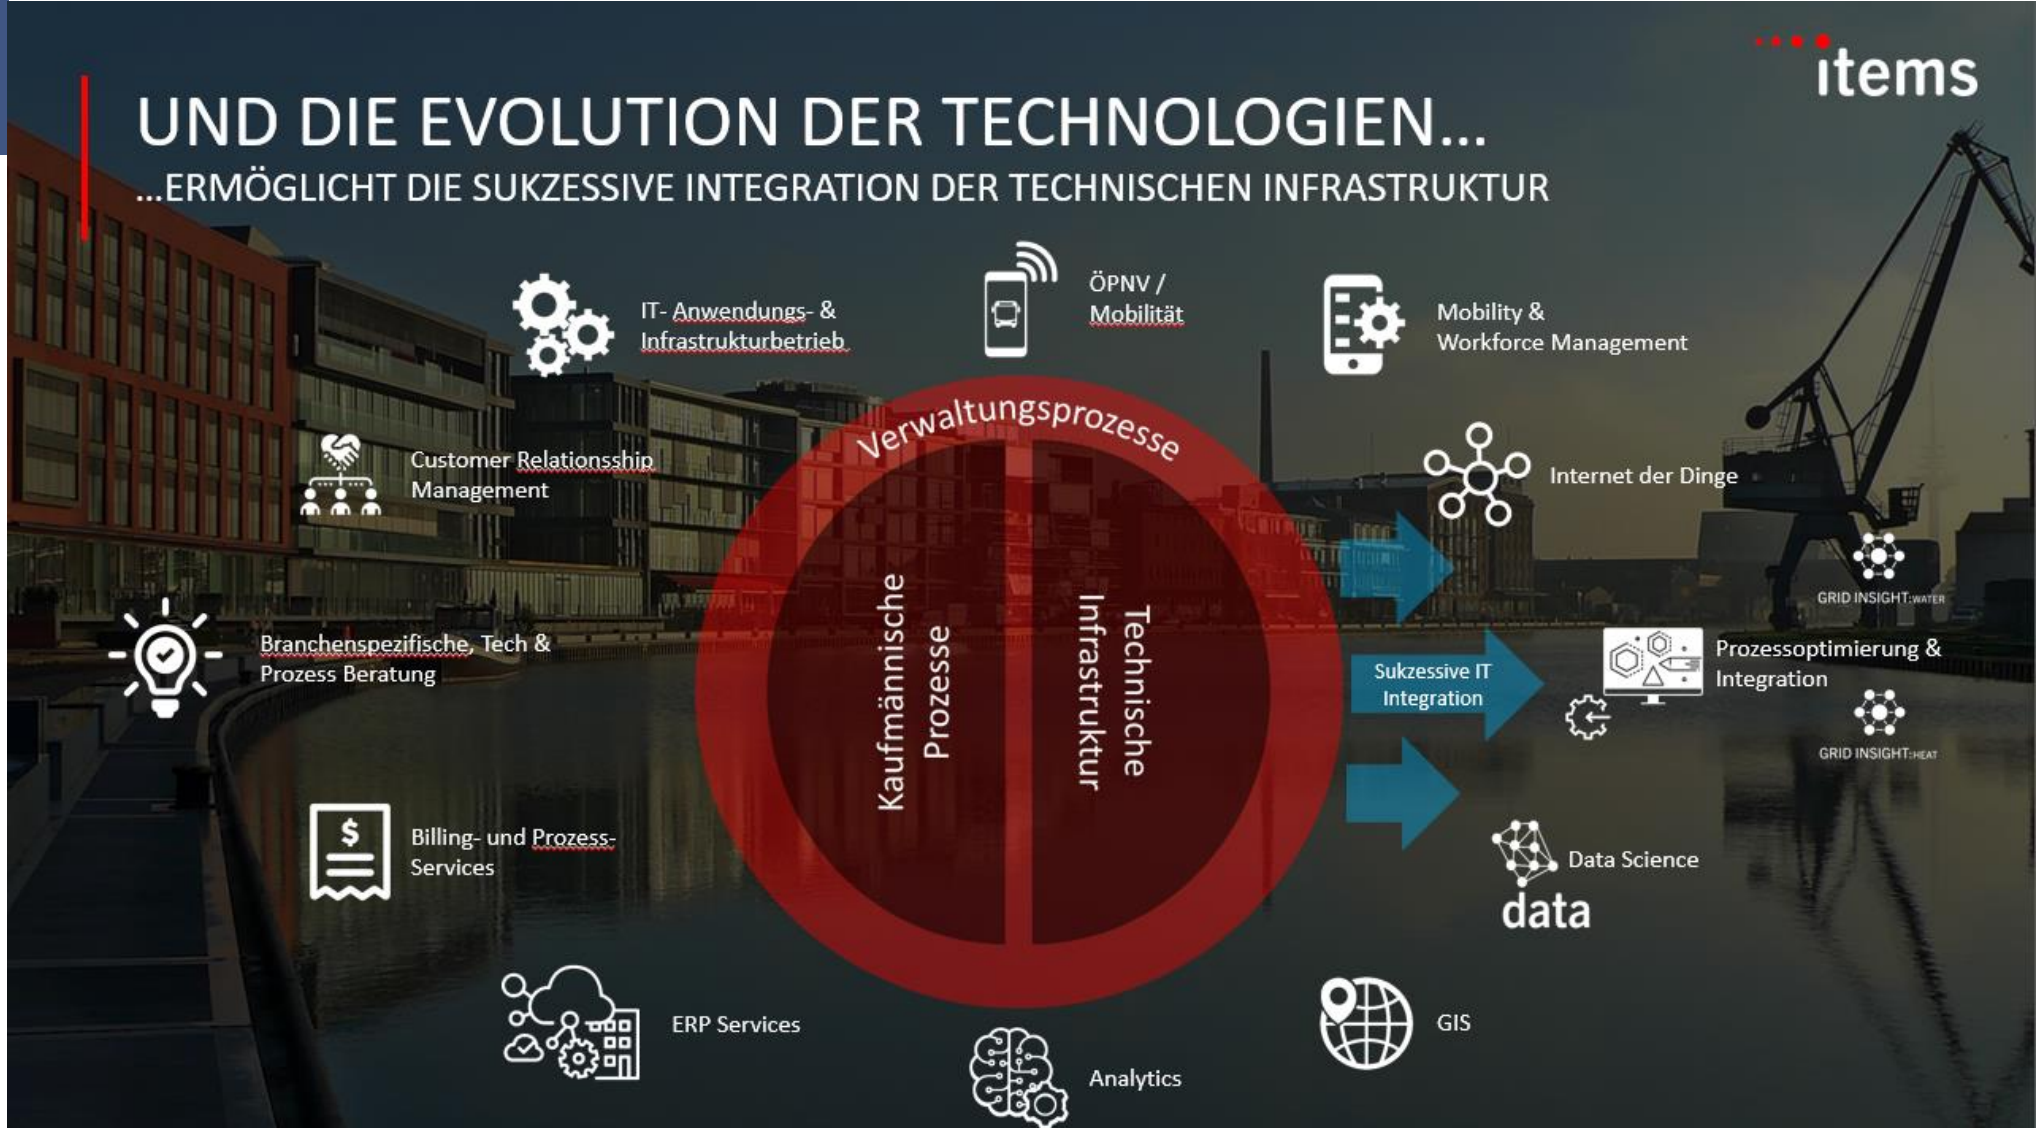 items
UND DIE EVOLUTION DER TECHNOLOGIEN...
...ERMÖGLICHT DIE SUKZESSIVE INTEGRATION DER TECHNISCHEN INFRASTRUKTUR
IT- Anwendungs- &
Infrastrukturbetrieb
ÖPNV /
Mobilität
Mobility &
Workforce Management
Customer Relationsship
Management
Verwaltungsprozesse
Internet der Dinge
GRID INSIGHT:WATER
Branchenspezifische, Tech &
Prozess Beratung
Kaufmännische
Prozesse
Technische
Infrastruktur
Sukzessive IT
Integration
Prozessoptimierung &
Integration
GRID INSIGHT:HEAT
Billing- und Prozess-
Services
$
Data Science
data
ERP Services
Analytics
GIS